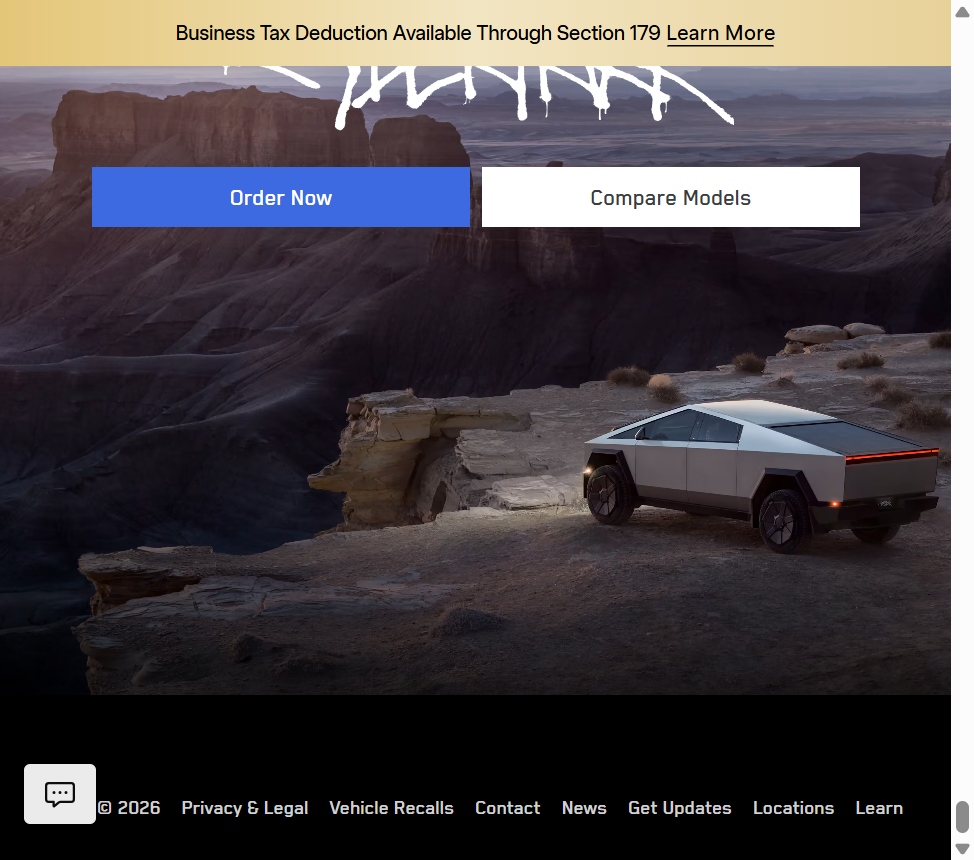 Business Tax Deduction Available Through Section 179 Learn More
Order Now
Compare Models
© 2026 Privacy & Legal Vehicle Recalls Contact News Get Updates Locations Learn